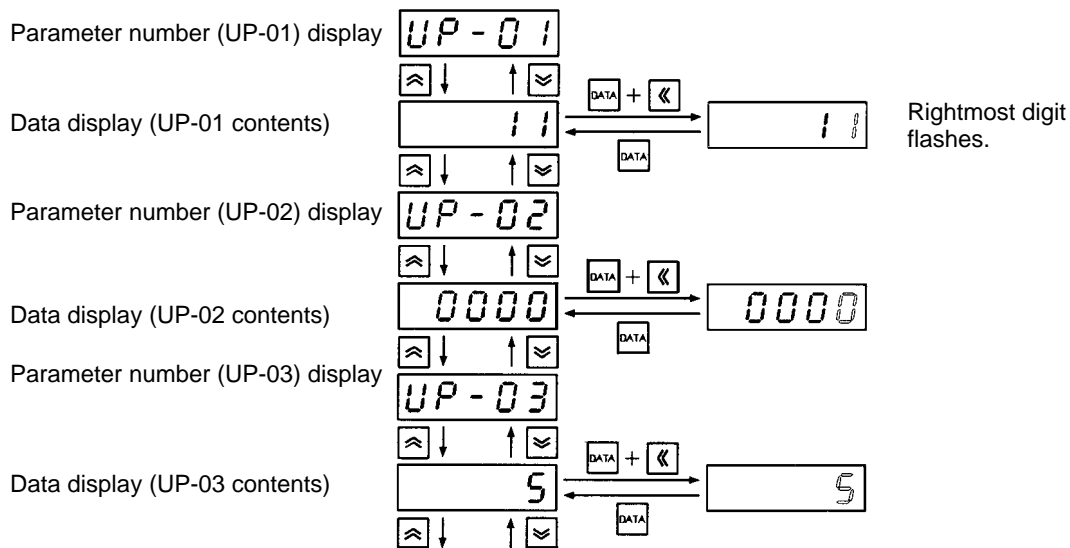 Parameter number (UP-01) display
UP-01
DATA + «
Data display (UP-01 contents)
11
11
Rightmost digit
flashes.
DATA
Parameter number (UP-02) display
UP-02
DATA + «
Data display (UP-02 contents)
0000
0000
DATA
Parameter number (UP-03) display
UP-03
DATA + «
Data display (UP-03 contents)
5
5
DATA